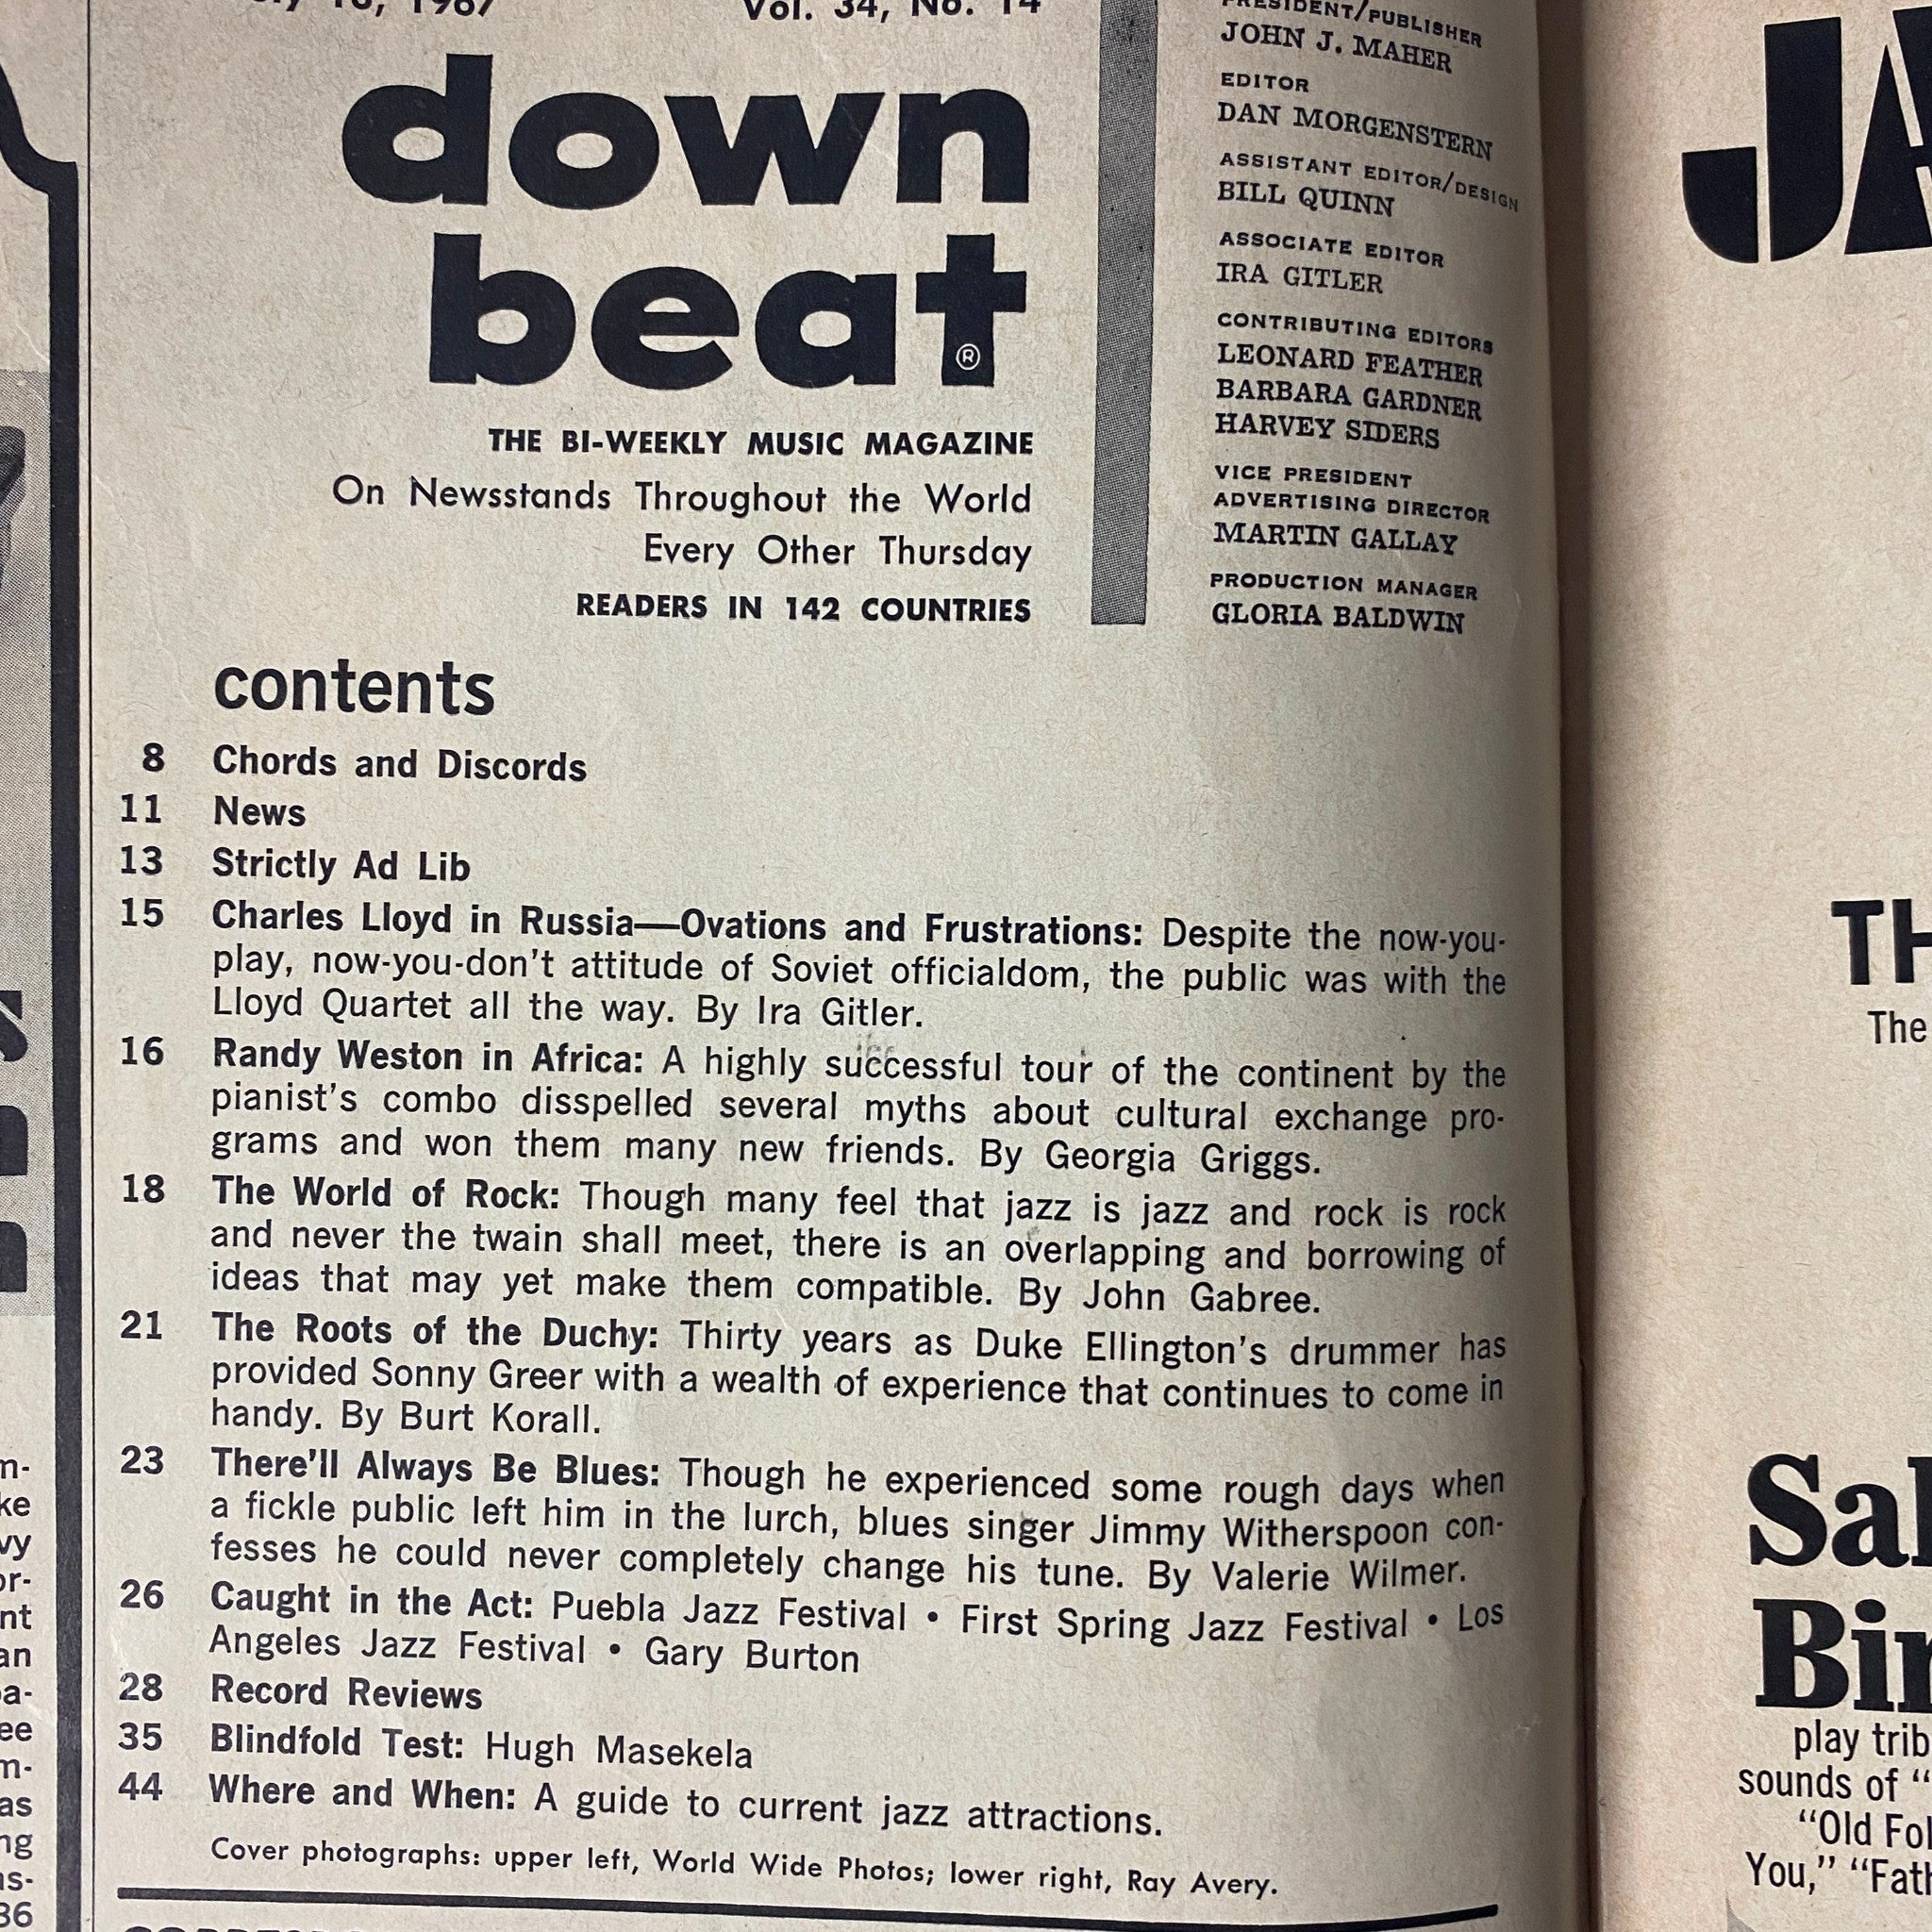 1967
Vol. 34, No. 14
down
beat®
THE BI-WEEKLY MUSIC MAGAZINE
On Newsstands Throughout the World
Every Other Thursday
READERS IN 142 COUNTRIES
PRESIDENT/PUBLISHER
JOHN J. MAHER
EDITOR
DAN MORGENSTERN
ASSISTANT EDITOR/DESIGN
BILL QUINN
ASSOCIATE EDITOR
IRA GITLER
CONTRIBUTING EDITORS
LEONARD FEATHER
BARBARA GARDNER
HARVEY SIDERS
VICE PRESIDENT
ADVERTISING DIRECTOR
MARTIN GALLAY
PRODUCTION MANAGER
GLORIA BALDWIN
contents
8 Chords and Discords
11 News
13 Strictly Ad Lib
15 Charles Lloyd in Russia—Ovations and Frustrations: Despite the now-you-
play, now-you-don't attitude of Soviet officialdom, the public was with the
Lloyd Quartet all the way. By Ira Gitler.
16 Randy Weston in Africa: A highly successful tour of the continent by the
pianist's combo disspelled several myths about cultural exchange pro-
grams and won them many new friends. By Georgia Griggs.
18 The World of Rock: Though many feel that jazz is jazz and rock is rock
and never the twain shall meet, there is an overlapping and borrowing of
ideas that may yet make them compatible. By John Gabree.
21 The Roots of the Duchy: Thirty years as Duke Ellington's drummer has
provided Sonny Greer with a wealth of experience that continues to come in
handy. By Burt Korall.
23 There'll Always Be Blues: Though he experienced some rough days when
a fickle public left him in the lurch, blues singer Jimmy Witherspoon con-
fesses he could never completely change his tune. By Valerie Wilmer.
26 Caught in the Act: Puebla Jazz Festival • First Spring Jazz Festival • Los
Angeles Jazz Festival • Gary Burton
28 Record Reviews
35 Blindfold Test: Hugh Masekela
44 Where and When: A guide to current jazz attractions.
Cover photographs: upper left, World Wide Photos; lower right, Ray Avery.
The
play trib
sounds of "
"Old Fol
You," "Fath